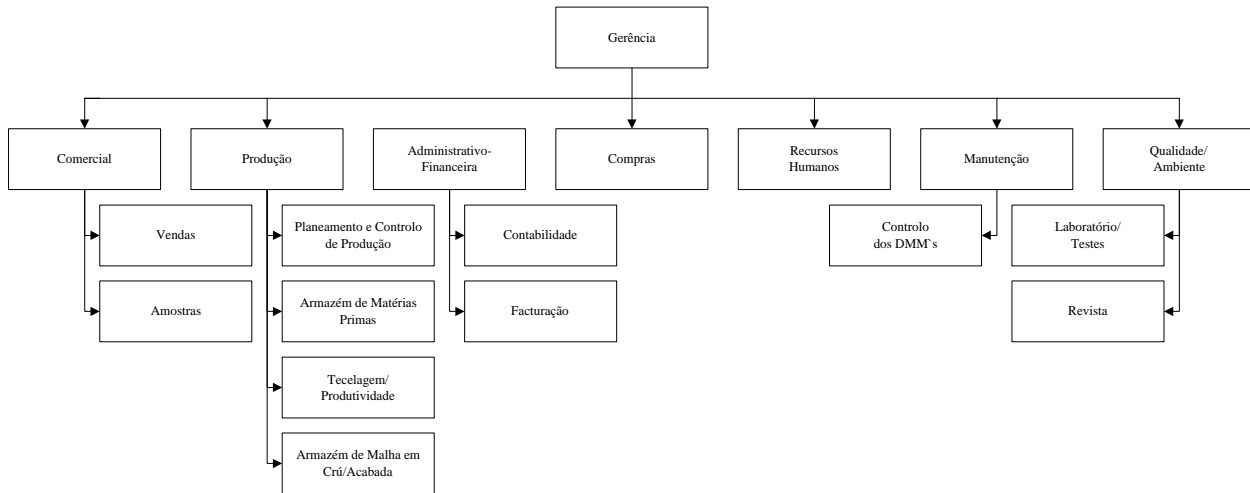 Gerência
Comercial
Produção
Administrativo-
Financeira
Compras
Recursos
Humanos
Manutenção
Qualidade/
Ambiente
Vendas
Planeamento e Controlo
de Produção
Contabilidade
Controlo
dos DMM`s
Laboratório/
Testes
Amostras
Armazém de Matérias
Primas
Facturação
Revista
Tecelagem/
Produtividade
Armazém de Malha em
Crú/Acabada